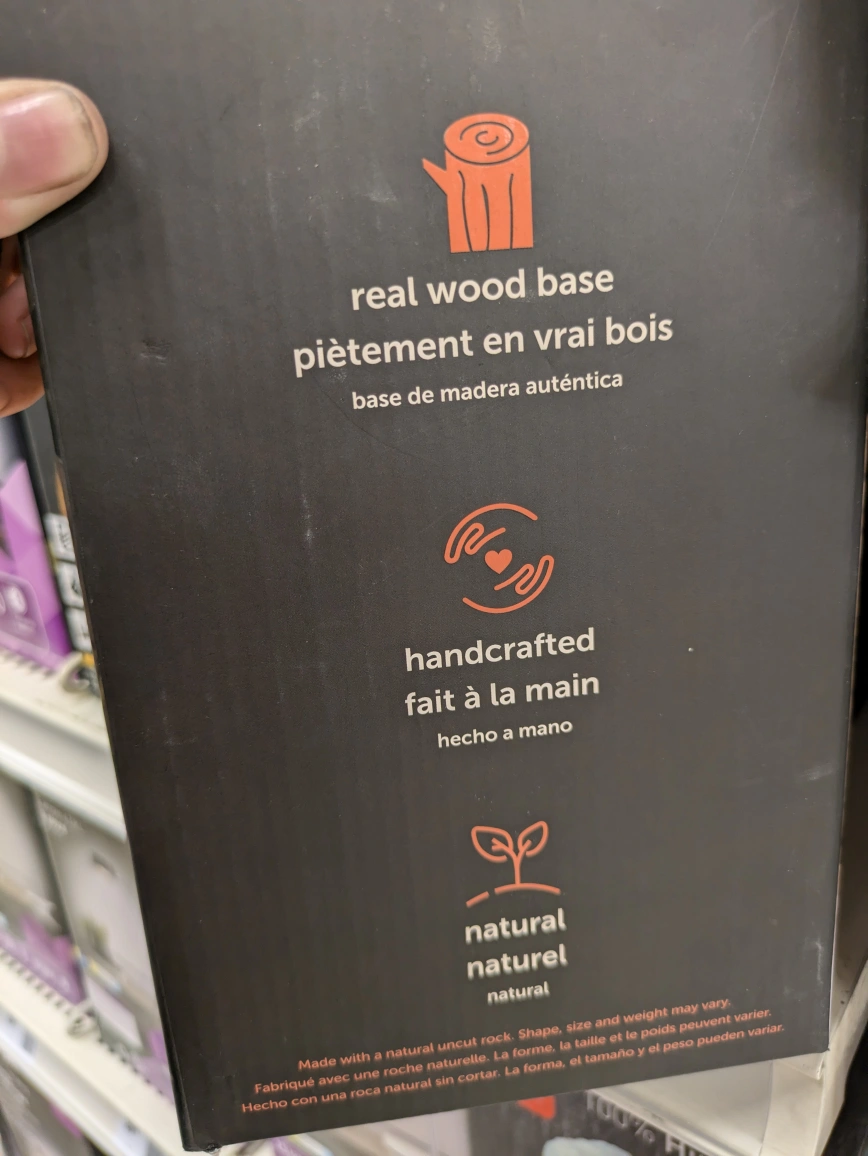 real wood base
piètement en vrai bois
base de madera auténtica
handcrafted
fait à la main
hecho a mano
natural
naturel
natural
Made with a natural uncut rock. Shape, size and weight may vary.
Fabriqué avec une roche naturelle. La forme, la taille et le poids peuvent varier.
Hecho con una roca natural sin cortar. La forma, el tamaño y el peso pueden variar.
100%